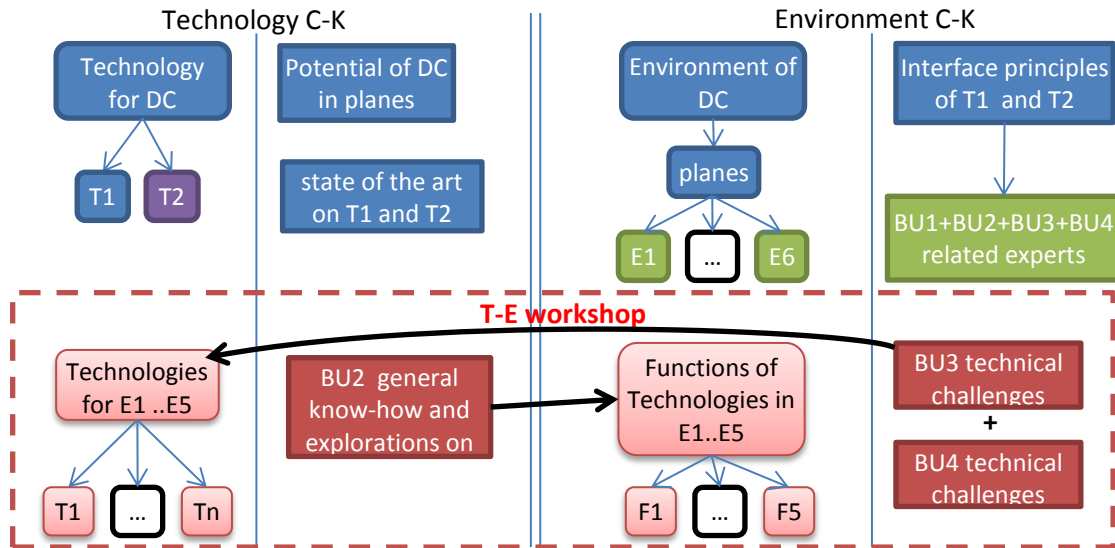 Technology C-K
Environment C-K
Technology
for DC
Potential of DC
in planes
Environment of
DC
Interface principles
of T1 and T2
T1
T2
state of the art
on T1 and T2
planes
E1
...
E6
BU1+BU2+BU3+BU4
related experts
T-E workshop
Technologies
for E1 ..E5
BU2 general
know-how and
explorations on
Functions of
Technologies in
E1..E5
BU3 technical
challenges
+
BU4 technical
challenges
T1
...
Tn
F1
...
F5